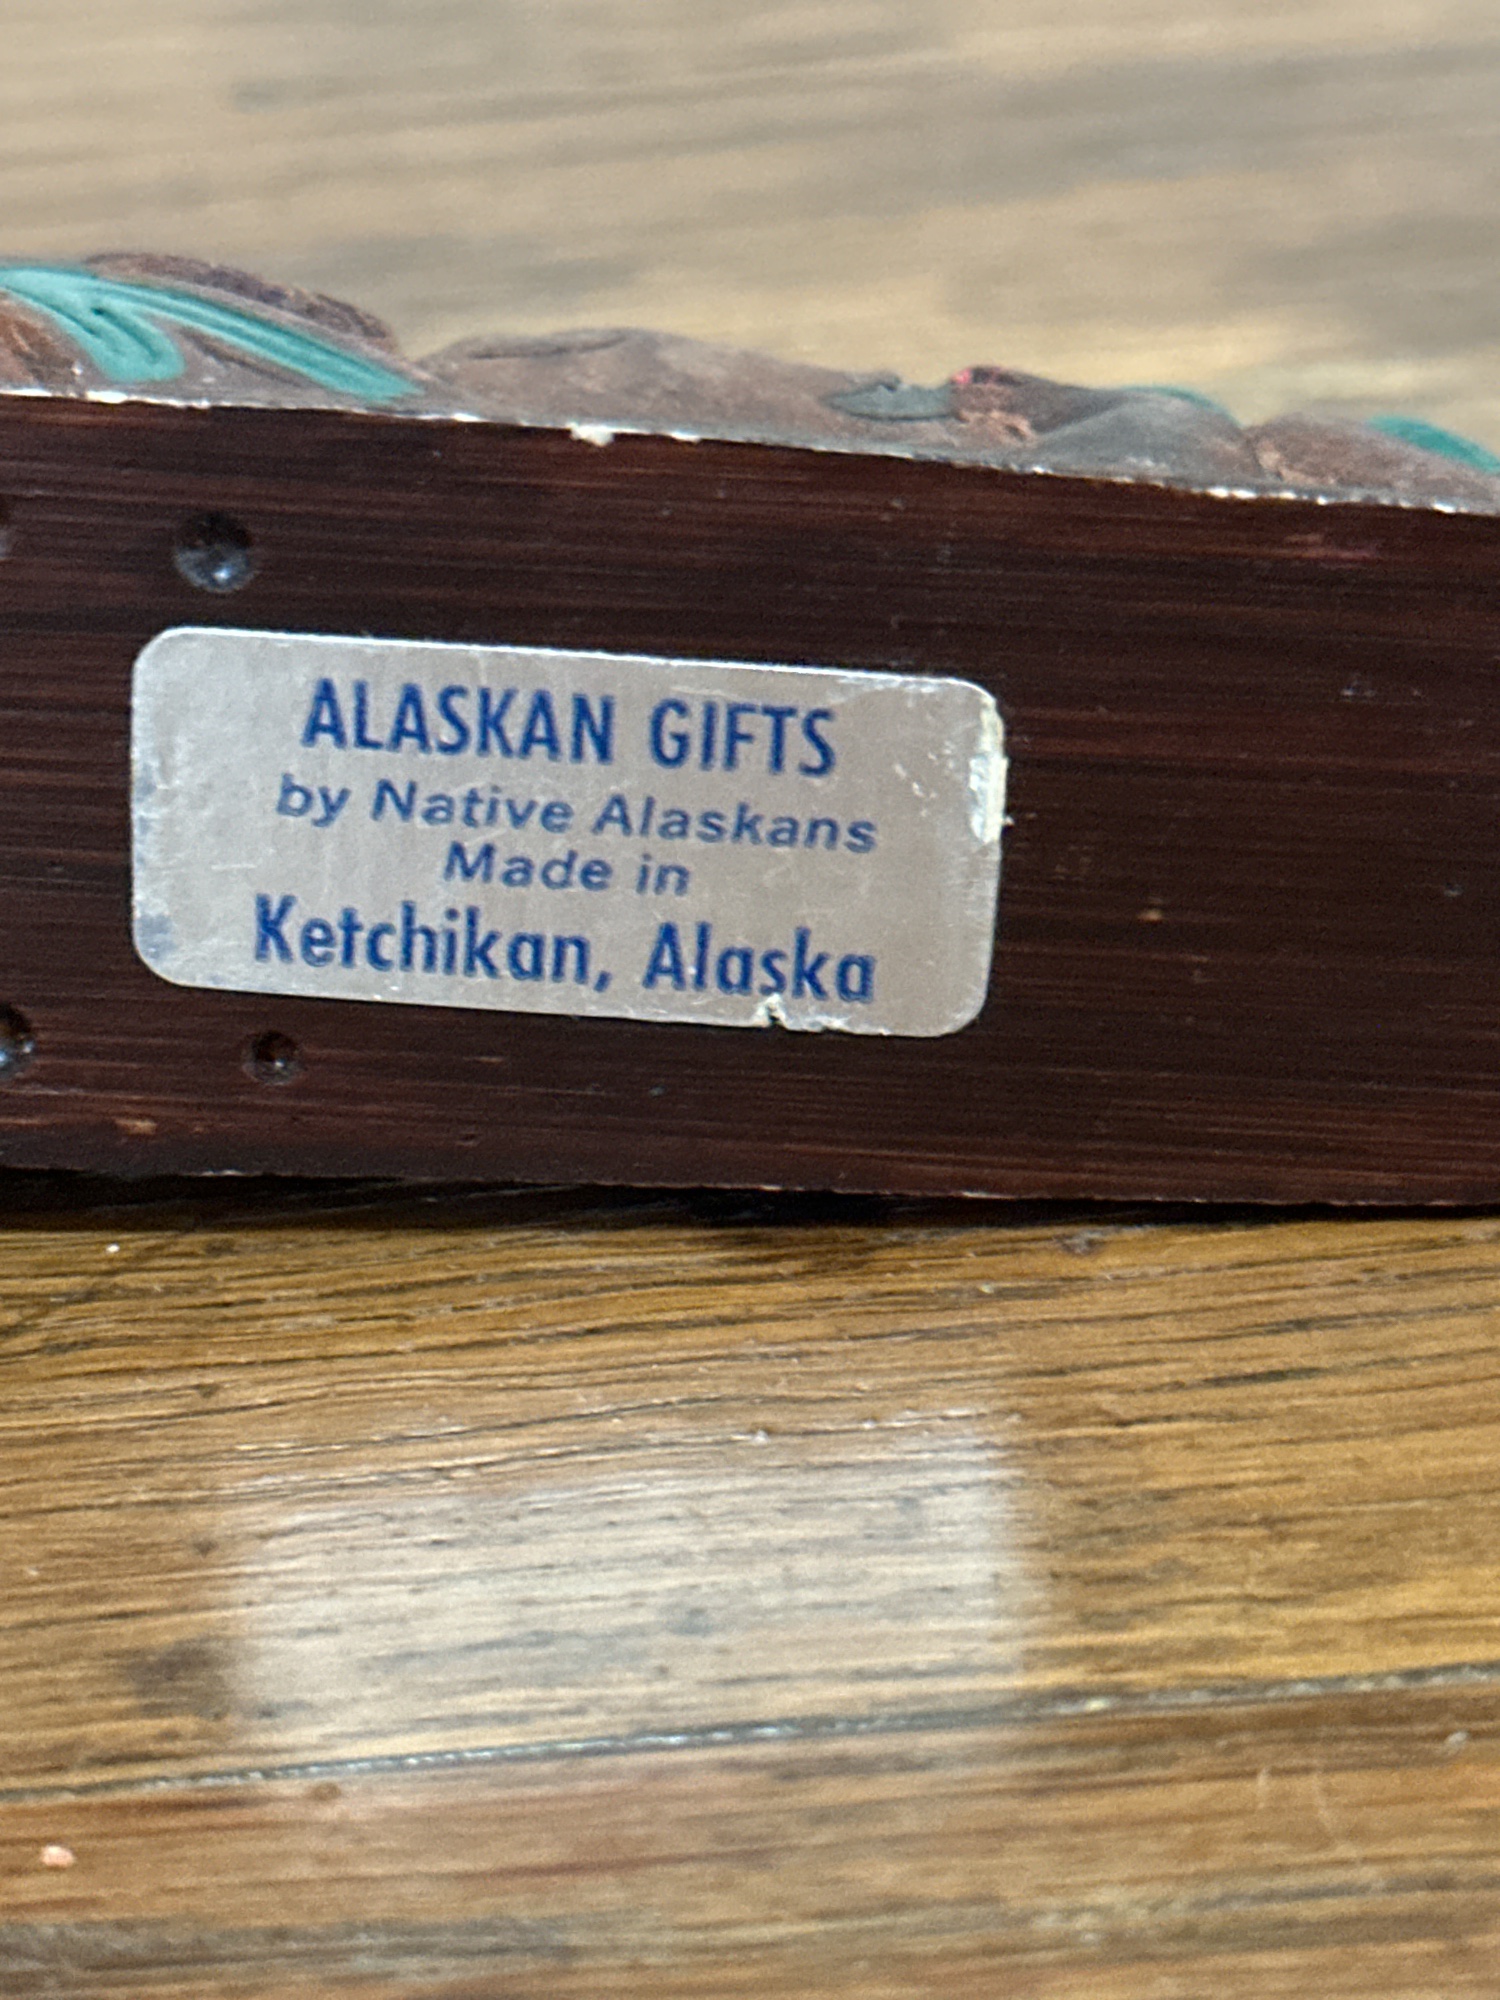 ALASKAN GIFTS
by Native Alaskans
Made in
Ketchikan, Alaska